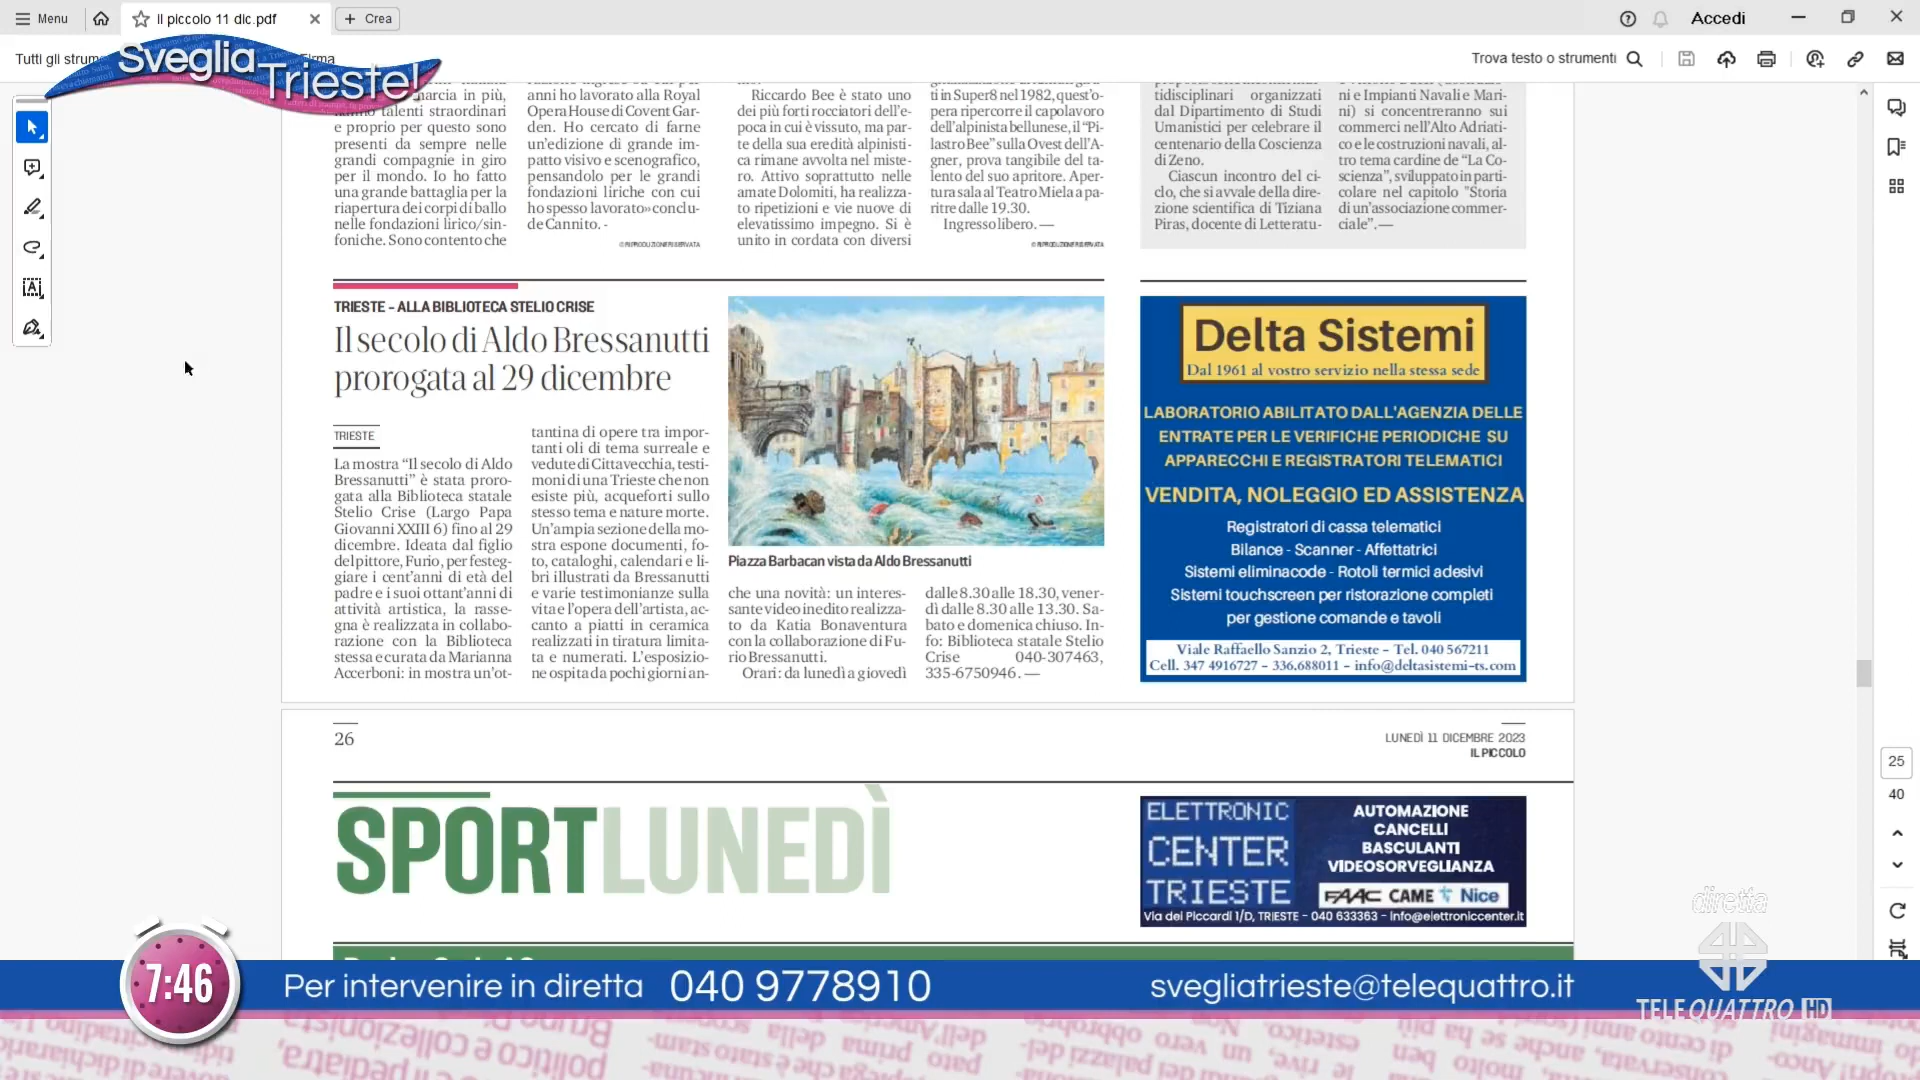 Menu
Il piccolo 11 dic.pdf
Crea
Accedi
Tutti gli strum
Firma
Trova testo o strumenti
Sveglia
Trieste!
marcia in più,
hanno talenti straordinari
e proprio per questo sono
presenti da sempre nelle
grandi compagnie in giro
per il mondo. Io ho fatto
una grande battaglia per la
riapertura dei corpi di ballo
nelle fondazioni lirico/sin-
foniche. Sono contento che
anni ho lavorato alla Royal
Opera House di Covent Gar-
den. Ho cercato di farne
un'edizione di grande im-
patto visivo e scenografico,
pensandolo per le grandi
fondazioni liriche con cui
ho spesso lavorato» conclu-
de Cannito. -
© RIPRODUZIONE RISERVATA
Riccardo Bee è stato uno
dei più forti rocciatori dell'e-
poca in cui è vissuto, ma par-
te della sua eredità alpinisti-
ca rimane avvolta nel miste-
ro. Attivo soprattutto nelle
amate Dolomiti, ha realizza-
to ripetizioni e vie nuove di
elevatissimo impegno. Si è
unito in cordata con diversi
ti in Super8 nel 1982, quest'o-
pera ripercorre il capolavoro
dell'alpinista bellunese, il "Pi-
lastro Bee" sulla Ovest dell'A-
gner, prova tangibile del ta-
lento del suo apritore. Aper-
tura sala al Teatro Miela a pa-
ritre dalle 19.30.
Ingresso libero. —
© RIPRODUZIONE RISERVATA
tidisciplinari organizzati
dal Dipartimento di Studi
Umanistici per celebrare il
centenario della Coscienza
di Zeno.
Ciascun incontro del ci-
clo, che si avvale della dire-
zione scientifica di Tiziana
Piras, docente di Letteratu-
ni e Impianti Navali e Mari-
ni) si concentreranno sui
commerci nell'Alto Adriati-
co e le costruzioni navali, al-
tro tema cardine de "La Co-
scienza", sviluppato in parti-
colare nel capitolo "Storia
di un'associazione commer-
ciale". —
TRIESTE - ALLA BIBLIOTECA STELIO CRISE
Il secolo di Aldo Bressanutti
prorogata al 29 dicembre
TRIESTE
La mostra "Il secolo di Aldo
Bressanutti" è stata proro-
gata alla Biblioteca statale
Stelio Crise (Largo Papa
Giovanni XXIII 6) fino al 29
dicembre. Ideata dal figlio
del pittore, Furio, per festeg-
giare i cent'anni di età del
padre e i suoi ottant'anni di
attività artistica, la rasse-
gna è realizzata in collabo-
razione con la Biblioteca
stessa e curata da Marianna
Accerboni: in mostra un'ot-
tantina di opere tra impor-
tanti oli di tema surreale e
vedute di Cittavecchia, testi-
moni di una Trieste che non
esiste più, acqueforti sullo
stesso tema e nature morte.
Un'ampia sezione della mo-
stra espone documenti, fo-
to, cataloghi, calendari e li-
bri illustrati da Bressanutti
e varie testimonianze sulla
vita e l'opera dell'artista, ac-
canto a piatti in ceramica
realizzati in tiratura limita-
ta e numerati. L'esposizio-
ne ospita da pochi giorni an-
Piazza Barbacan vista da Aldo Bressanutti
che una novità: un interes-
sante video inedito realizza-
to da Katia Bonaventura
con la collaborazione di Fu-
rio Bressanutti.
Orari: da lunedì a giovedì
dalle 8.30 alle 18.30, vener-
dì dalle 8.30 alle 13.30. Sa-
bato e domenica chiuso. In-
fo: Biblioteca statale Stelio
Crise 040-307463,
335-6750946. —
Delta Sistemi
Dal 1961 al vostro servizio nella stessa sede
LABORATORIO ABILITATO DALL'AGENZIA DELLE
ENTRATE PER LE VERIFICHE PERIODICHE SU
APPARECCHI E REGISTRATORI TELEMATICI
VENDITA, NOLEGGIO ED ASSISTENZA
Registratori di cassa telematici
Bilance - Scanner - Affettatrici
Sistemi eliminacode - Rotoli termici adesivi
Sistemi touchscreen per ristorazione completi
per gestione comande e tavoli
Viale Raffaello Sanzio 2, Trieste - Tel. 040 567211
Cell. 347 4916727 - 336.688011 - info@deltasistemi-ts.com
26
LUNEDÌ 11 DICEMBRE 2023
IL PICCOLO
SPORTLUNEDÌ
ELETTRONIC
CENTER
TRIESTE
AUTOMAZIONE
CANCELLI
BASCULANTI
VIDEOSORVEGLIANZA
FAAC CAME Nice
Via dei Piccardi 1/D, TRIESTE - 040 633363 - info@elettroniccenter.it
25
40
diretta
7:46
Per intervenire in diretta 040 9778910
svegliatrieste@telequattro.it
TELEQUATTRO HD